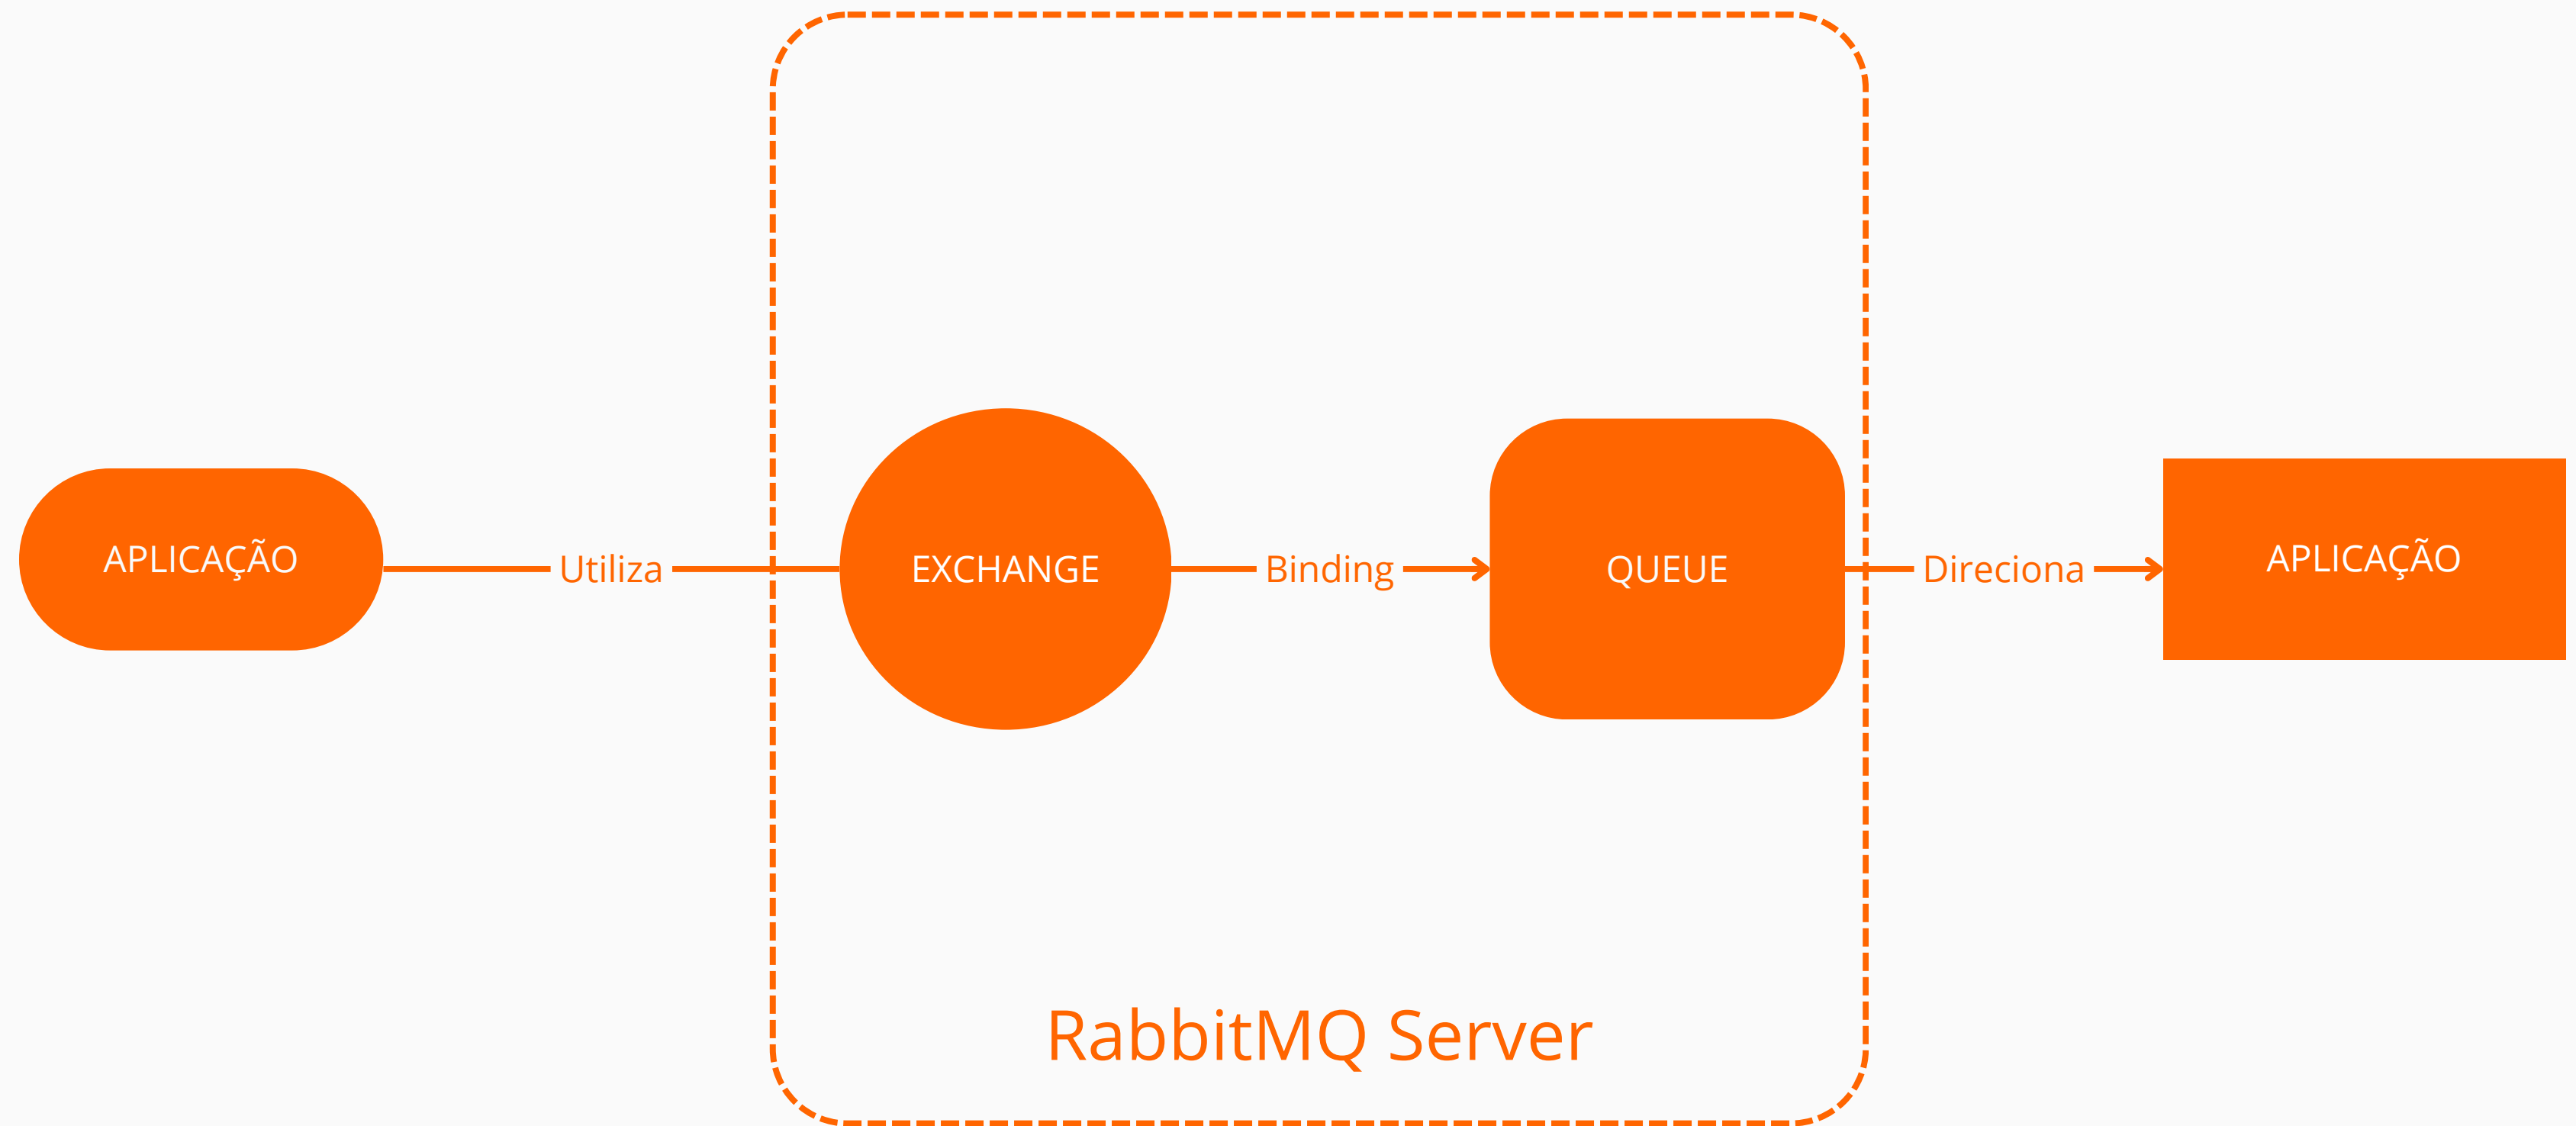 APLICAÇÃO
Utiliza
EXCHANGE
Binding
QUEUE
Direciona
APLICAÇÃO
RabbitMQ Server